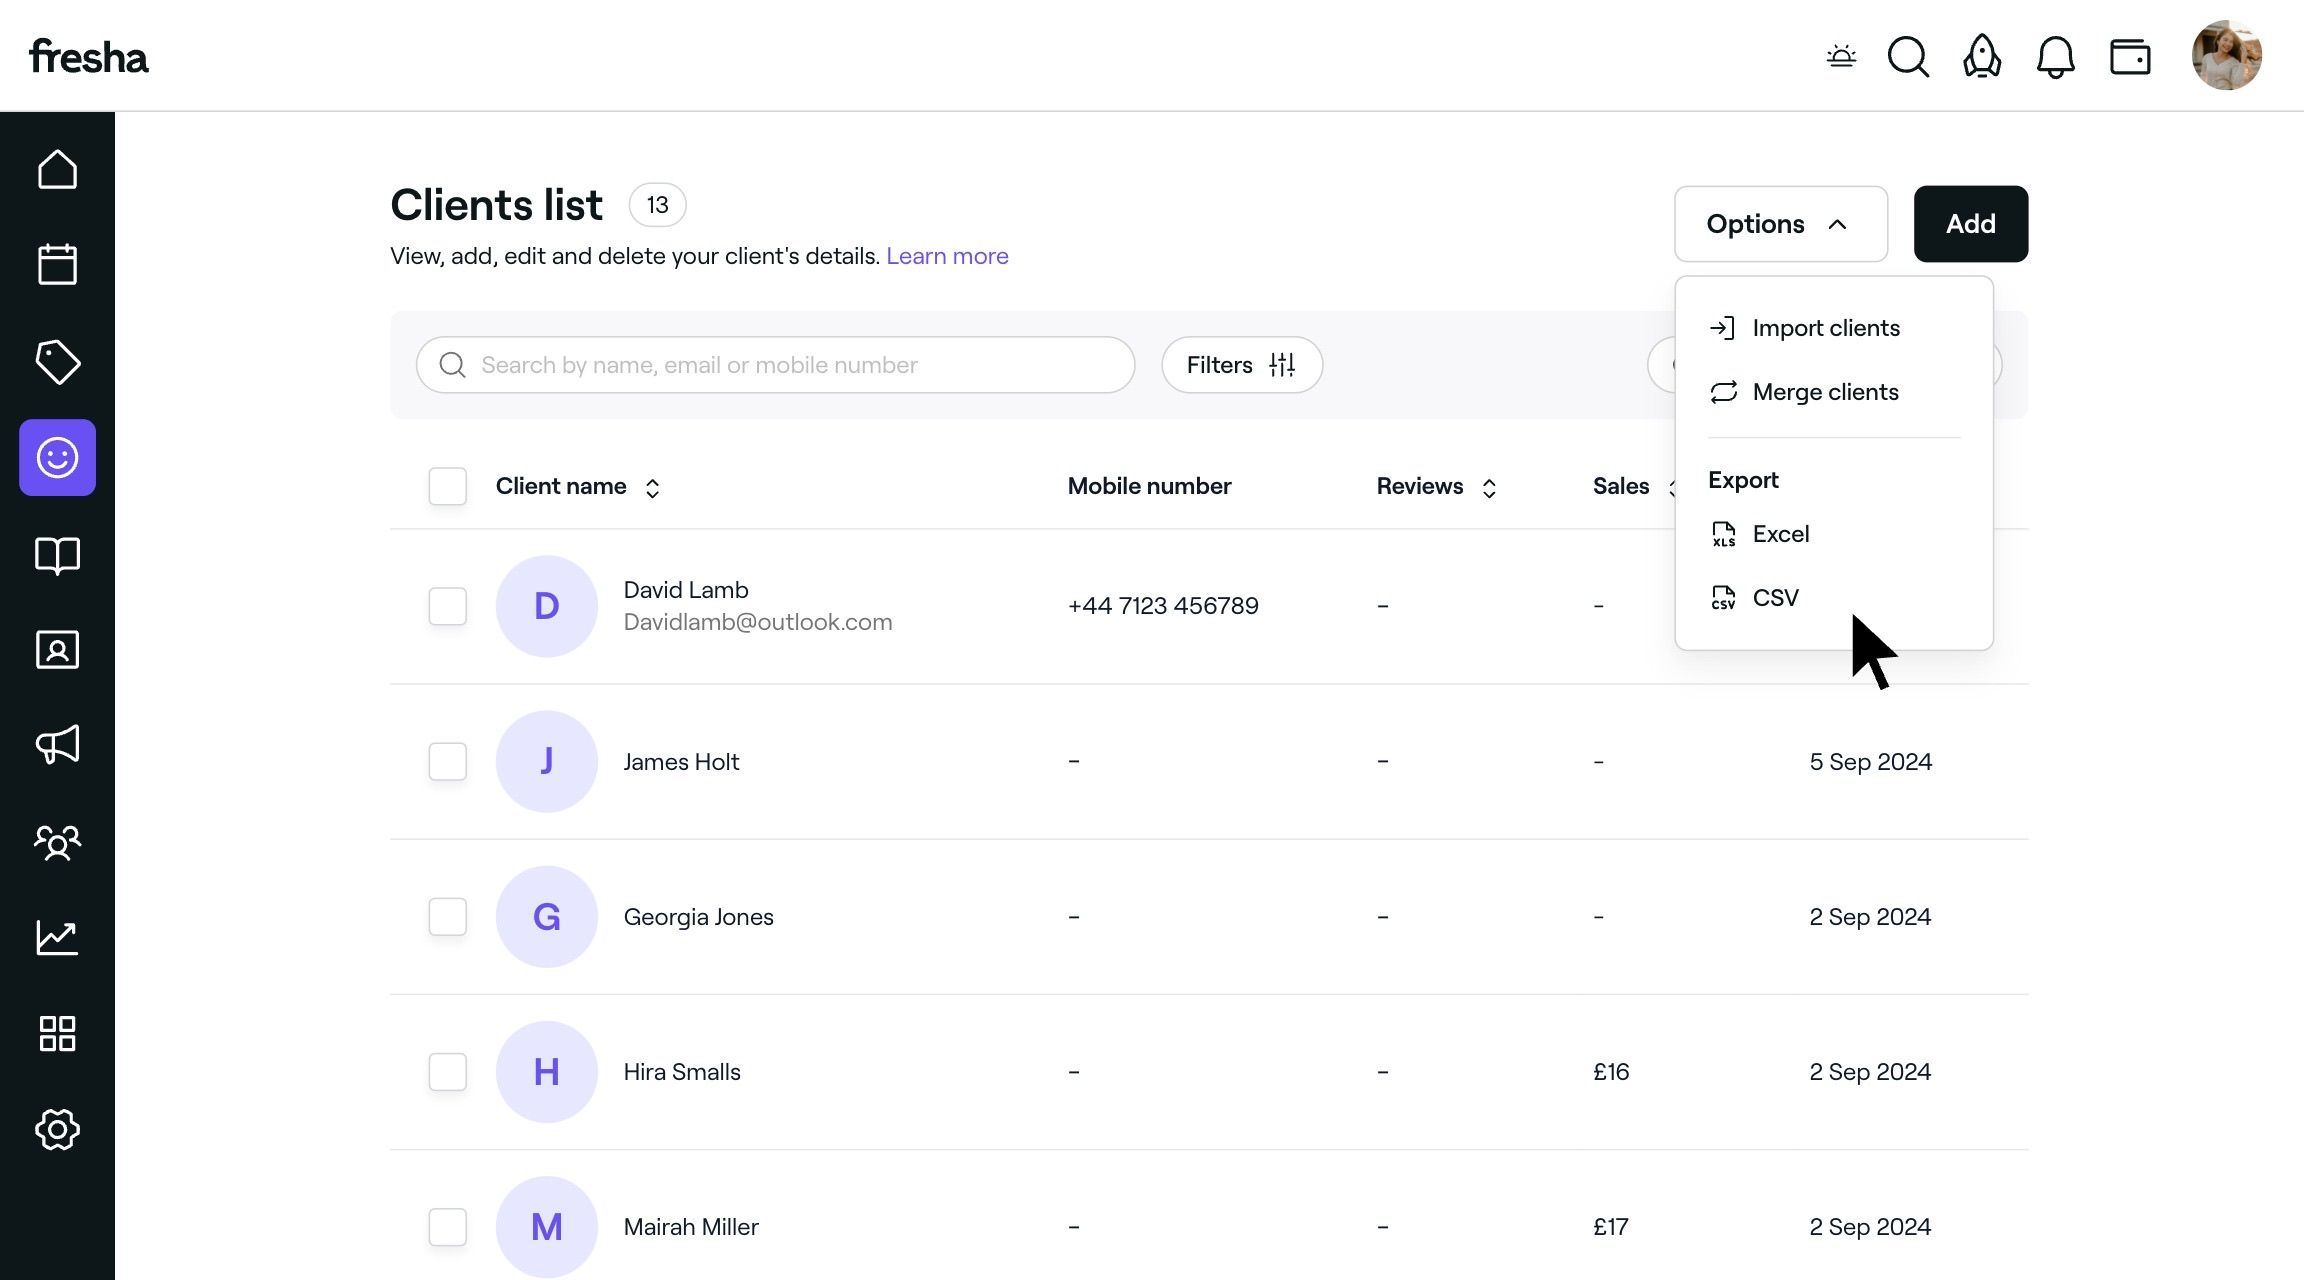 fresha
Clients list 13
View, add, edit and delete your client's details. Learn more
Options
Add
Search by name, email or mobile number
Filters
Import clients
Merge clients
Export
XLS Excel
CSV CSV
Client name
Mobile number
Reviews
Sales
D
David Lamb
Davidlamb@outlook.com
+44 7123 456789
-
-
J
James Holt
-
-
-
5 Sep 2024
G
Georgia Jones
-
-
-
2 Sep 2024
H
Hira Smalls
-
-
£16
2 Sep 2024
M
Mairah Miller
-
-
£17
2 Sep 2024